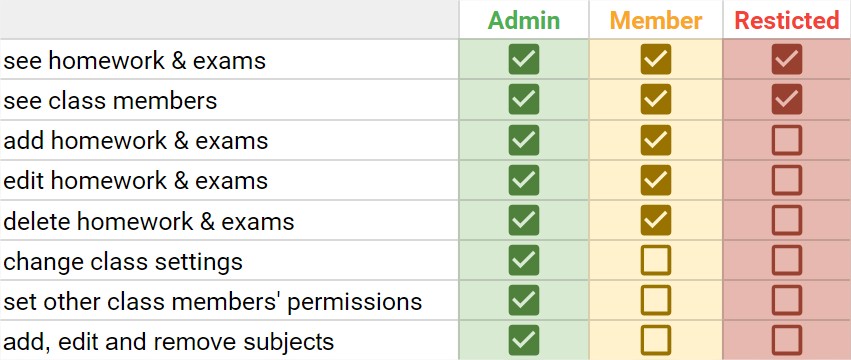 Admin Member Resticted
see homework & exams
see class members
add homework & exams
edit homework & exams
delete homework & exams
change class settings
set other class members' permissions
add, edit and remove subjects